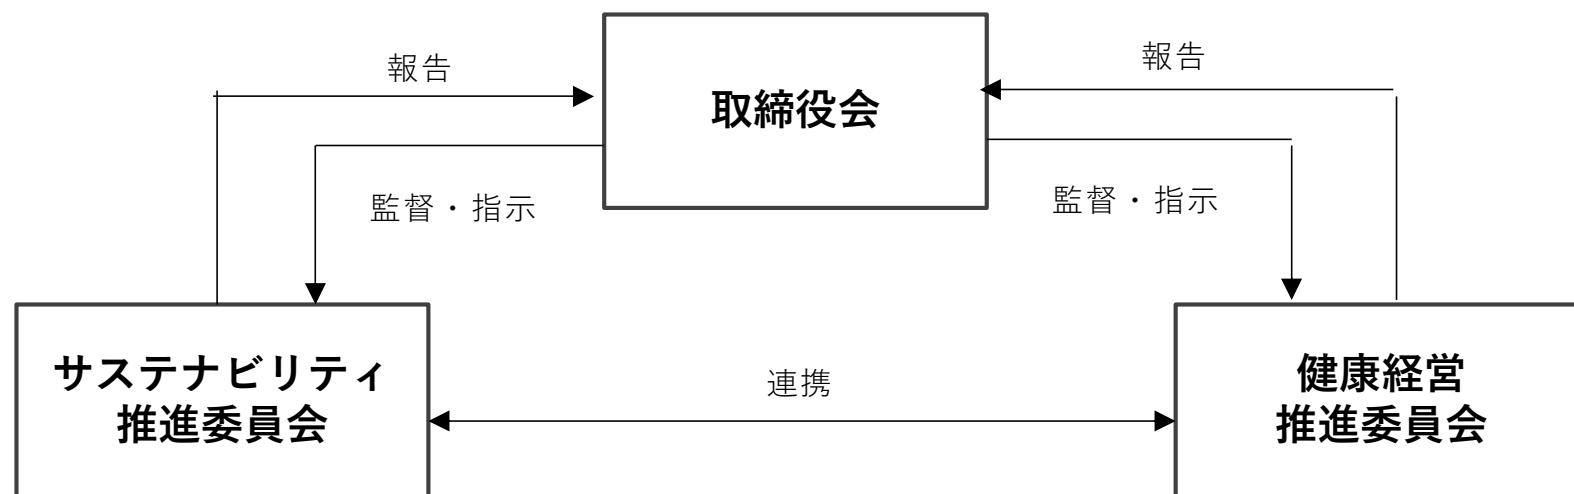 報告
報告
取締役会
監督・指示
監督・指示
サステナビリティ
推進委員会
連携
健康経営
推進委員会